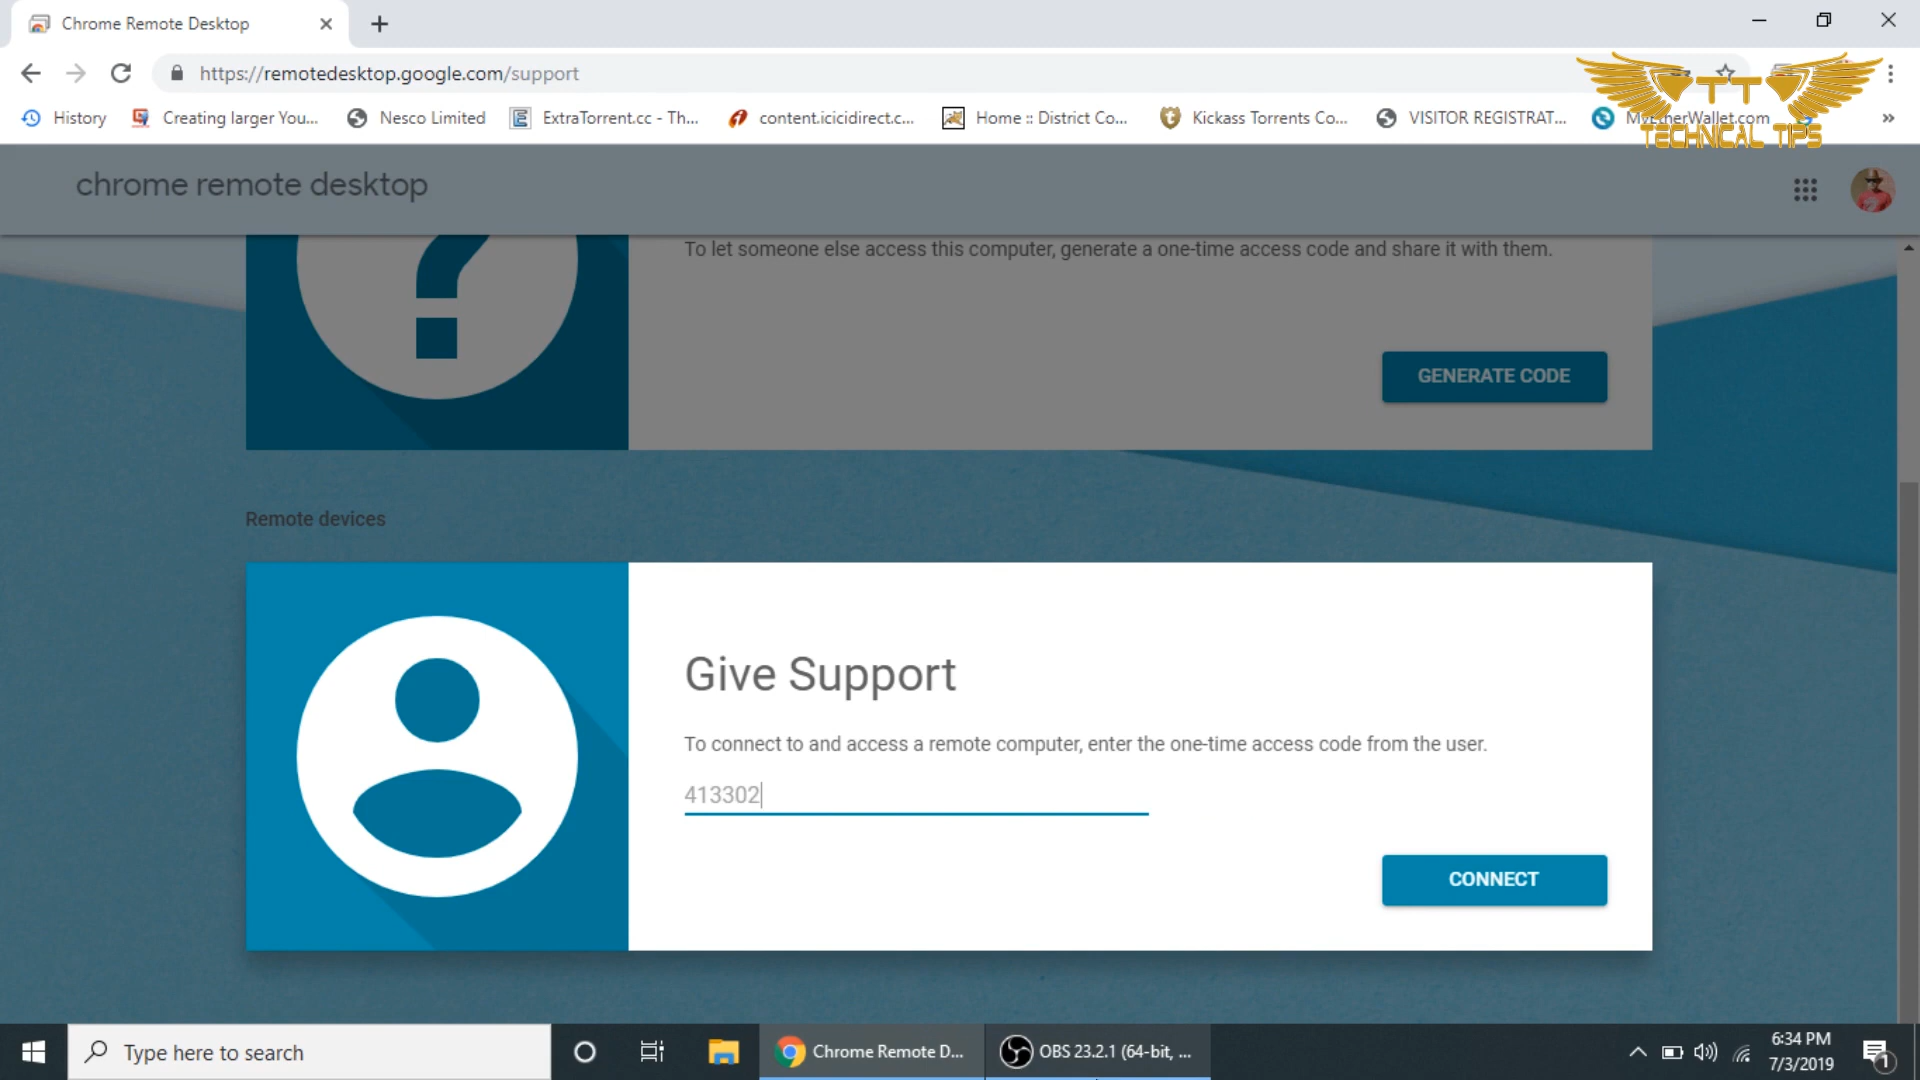 Chrome Remote Desktop
https://remotedesktop.google.com/support
History
Creating larger You...
Nesco Limited
ExtraTorrent.cc - Th...
content.icicidirect.c...
Home :: District Co...
Kickass Torrents Co...
VISITOR REGISTRAT...
MyEtherWallet.com
»
TT
TECHNICAL TIPS
chrome remote desktop
To let someone else access this computer, generate a one-time access code and share it with them.
GENERATE CODE
Remote devices
Give Support
To connect to and access a remote computer, enter the one-time access code from the user.
413302
CONNECT
Type here to search
Chrome Remote D...
OBS 23.2.1 (64-bit, ...
6:34 PM
7/3/2019
1